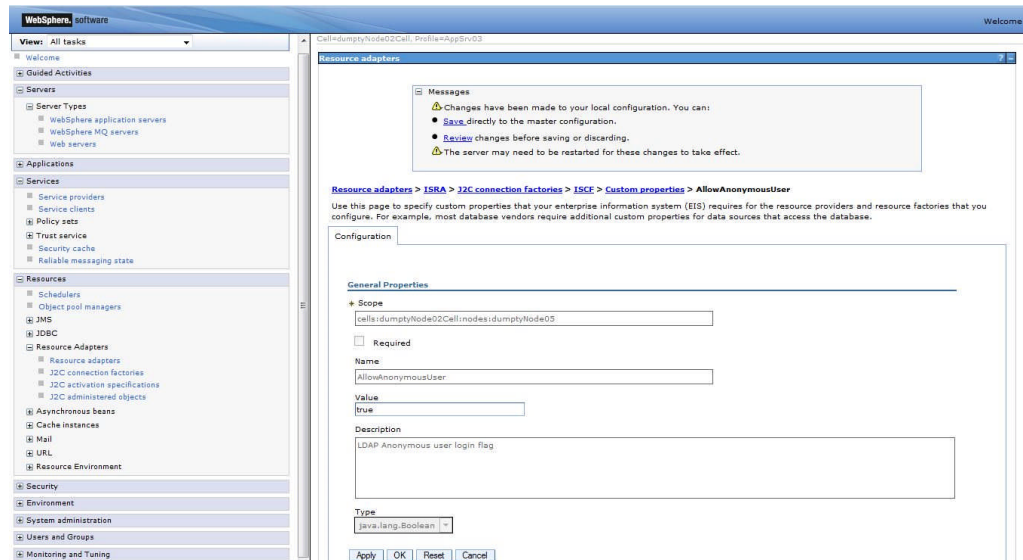 WebSphere. software
Welcome
View: All tasks
Welcome
Guided Activities
Servers
Server Types
WebSphere application servers
WebSphere MQ servers
Web servers
Applications
Services
Service providers
Service clients
Policy sets
Trust service
Security cache
Reliable messaging state
Resources
Schedulers
Object pool managers
JMS
JDBC
Resource Adapters
Resource adapters
J2C connection factories
J2C activation specifications
J2C administered objects
Asynchronous beans
Cache instances
Mail
URL
Resource Environment
Security
Environment
System administration
Users and Groups
Monitoring and Tuning
Cell=dumptyNode02Cell, Profile=AppSrv03
Resource adapters ? -
Messages
Changes have been made to your local configuration. You can:
Save directly to the master configuration.
Review changes before saving or discarding.
The server may need to be restarted for these changes to take effect.
Resource adapters > ISRA > J2C connection factories > ISCF > Custom properties > AllowAnonymousUser
Use this page to specify custom properties that your enterprise information system (EIS) requires for the resource providers and resource factories that you
configure. For example, most database vendors require additional custom properties for data sources that access the database.
Configuration
General Properties
Scope
cells:dumptyNode02Cell:nodes:dumptyNode05
Required
Name
AllowAnonymousUser
Value
true
Description
LDAP Anonymous user login flag
Type
java.lang.Boolean
Apply OK Reset Cancel